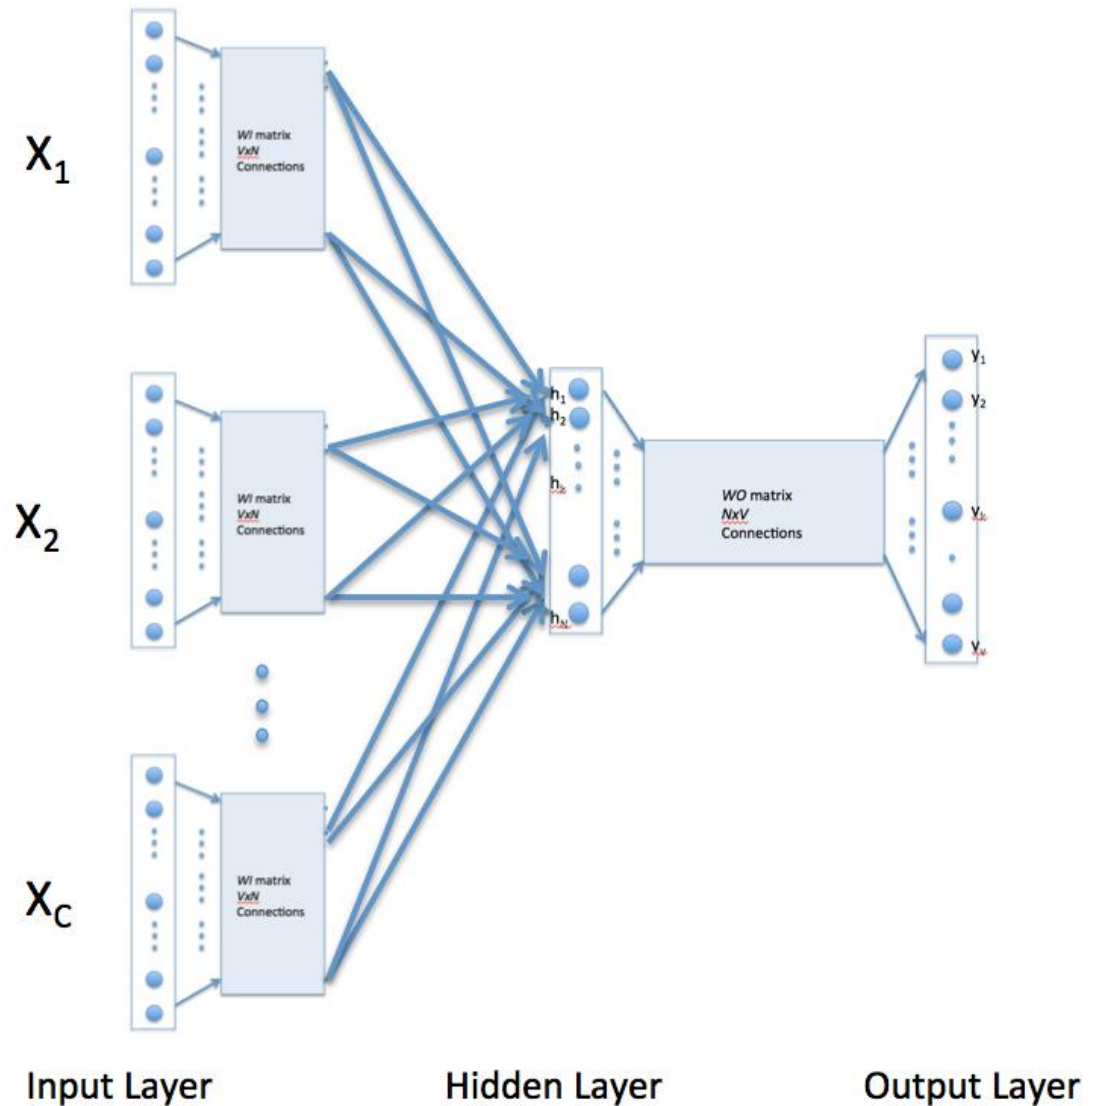 X1
WI matrix
VxN
Connections
X2
WI matrix
VxN
Connections
XC
WI matrix
VxN
Connections
h1
h2
hN
WO matrix
NxV
Connections
y1
y2
Input Layer
Hidden Layer
Output Layer